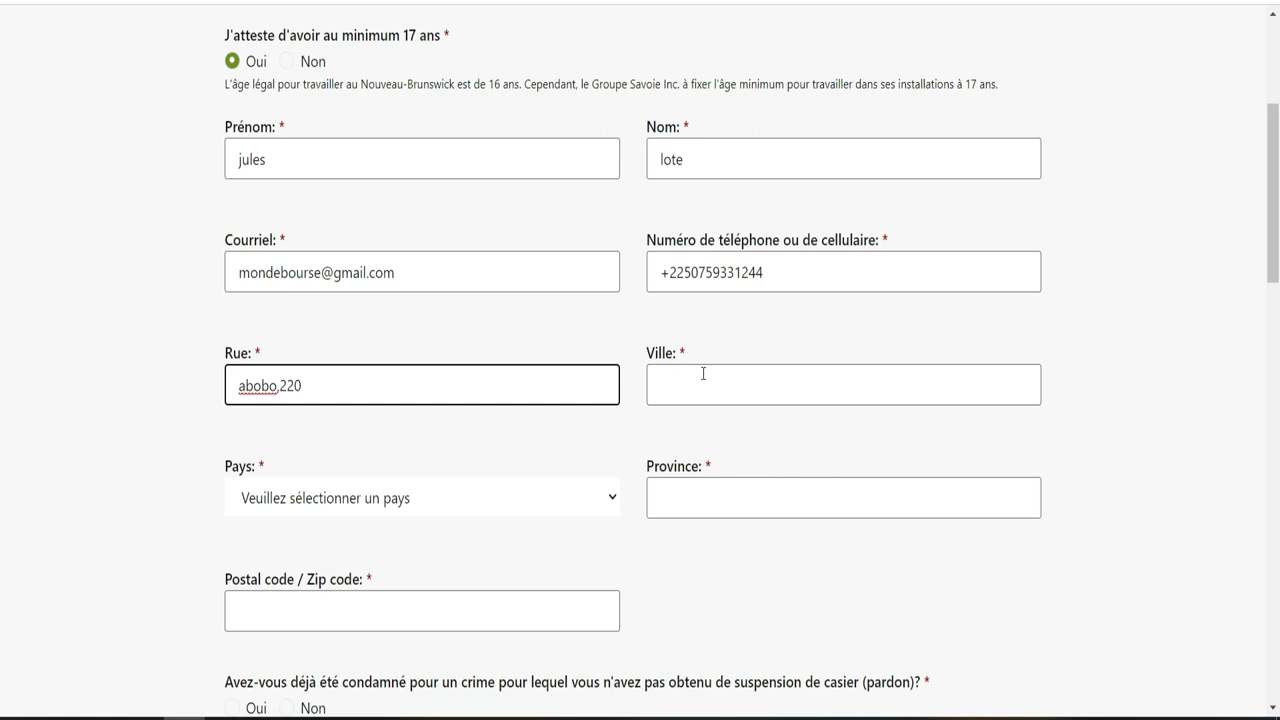 J'atteste d'avoir au minimum 17 ans *
Oui Non
L'âge légal pour travailler au Nouveau-Brunswick est de 16 ans. Cependant, le Groupe Savoie Inc. à fixer l'âge minimum pour travailler dans ses installations à 17 ans.
Prénom: * Nom: *
jules lote
Courriel: * Numéro de téléphone ou de cellulaire: *
mondebourse@gmail.com +2250759331244
Rue: * Ville: *
abobo,220
Pays: * Province: *
Veuillez sélectionner un pays
Postal code / Zip code: *
Avez-vous déjà été condamné pour un crime pour lequel vous n'avez pas obtenu de suspension de casier (pardon)? *
Oui Non